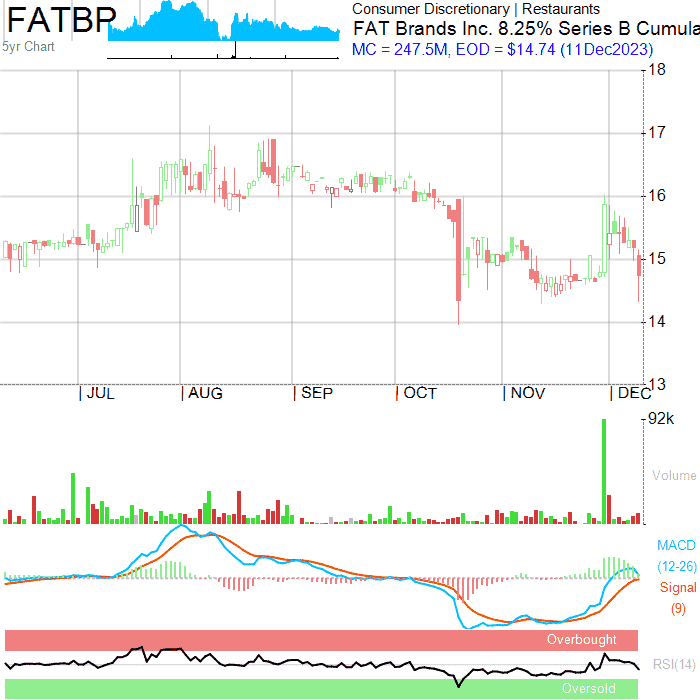 FATBP
5yr Chart
Consumer Discretionary | Restaurants
FAT Brands Inc. 8.25% Series B Cumula
MC = 247.5M, EOD = $14.74 (11Dec2023)
18
17
16
15
14
13
| JUL
| AUG
| SEP
| OCT
| NOV
| DEC
92k
Volume
MACD
(12-26)
Signal
(9)
Overbought
RSI(14)
Oversold